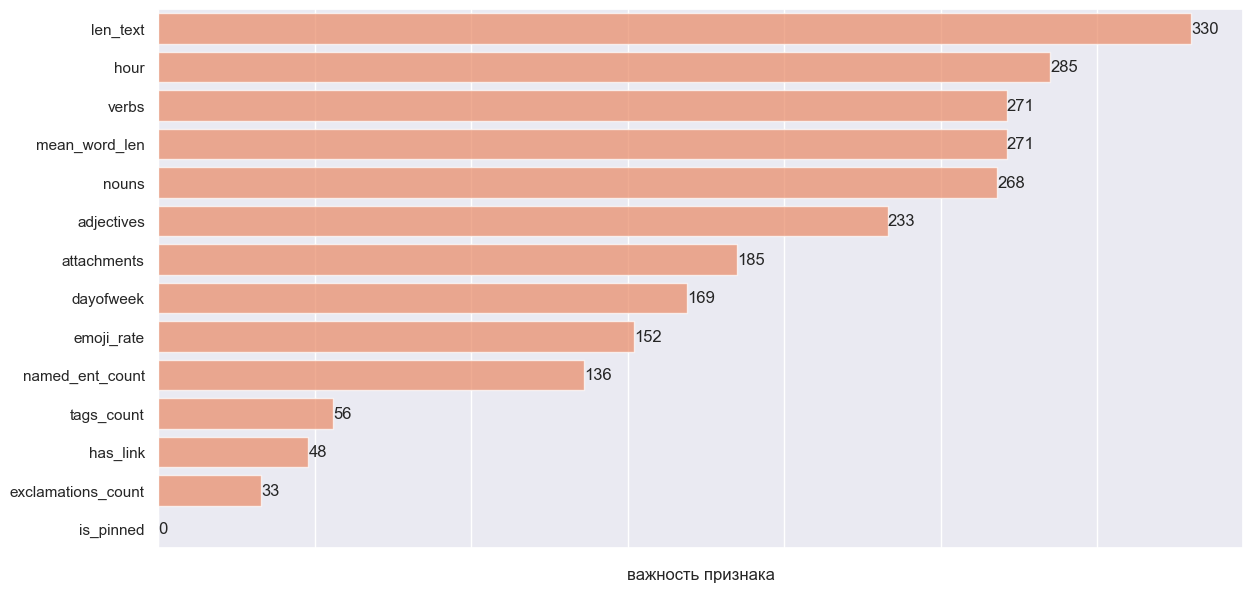 len_text 330
hour 285
verbs 271
mean_word_len 271
nouns 268
adjectives 233
attachments 185
dayofweek 169
emoji_rate 152
named_ent_count 136
tags_count 56
has_link 48
exclamations_count 33
is_pinned 0
важность признака